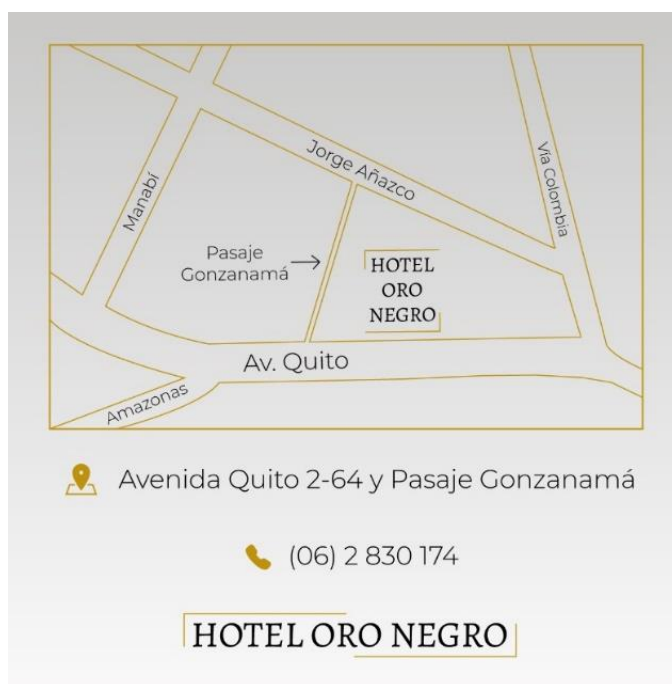 Jorge Añazco
Manabí
Vía Colombia
Pasaje
Gonzanamá
HOTEL
ORO
NEGRO
Av. Quito
Amazonas
Avenida Quito 2-64 y Pasaje Gonzanamá
(06) 2 830 174
HOTEL ORO NEGRO